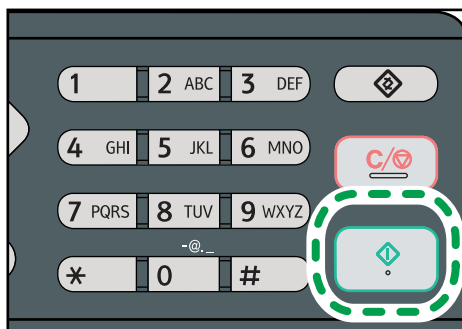 1 2 ABC 3 DEF
4 GHI 5 JKL 6 MNO
C/
7 PQRS 8 TUV 9 WXYZ
-@._
* 0 #